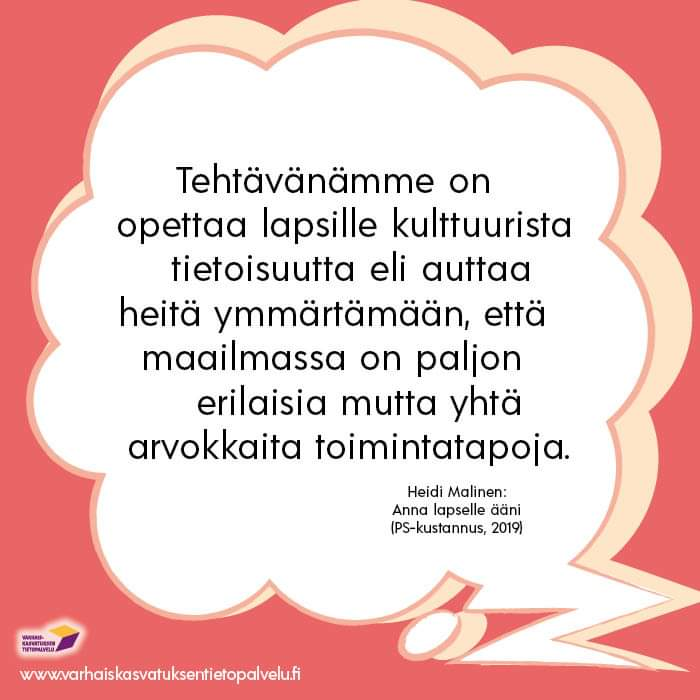 Tehtävänämme on
opettaa lapsille kulttuurista
tietoisuutta eli auttaa
heitä ymmärtämään, että
maailmassa on paljon
erilaisia mutta yhtä
arvokkaita toimintatapoja.
Heidi Malinen:
Anna lapselle ääni
(PS-kustannus, 2019)
VARHAIS-
KASVATUKSEN
TIETOPALVELU
www.varhaiskasvatuksentietopalvelu.fi